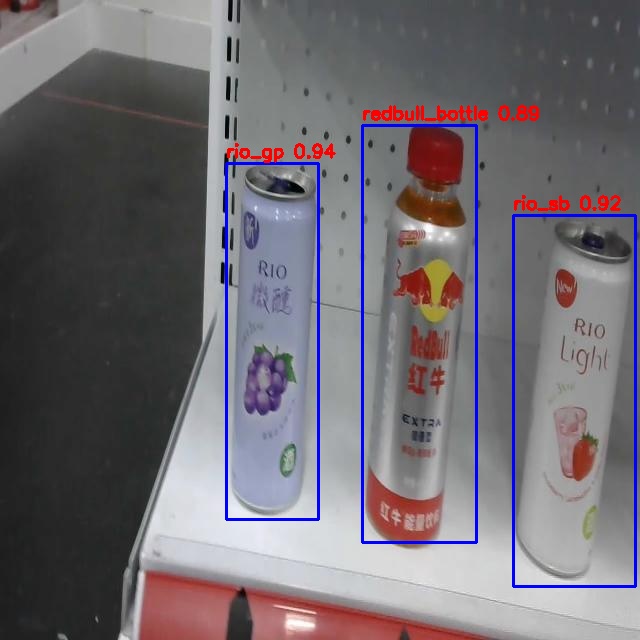 rio_gp 0.94
RIO
微醺
redbull_bottle 0.89
RedBull
红牛
EXTRA
红牛能量饮料
rio_sb 0.92
New!
RIO
Light